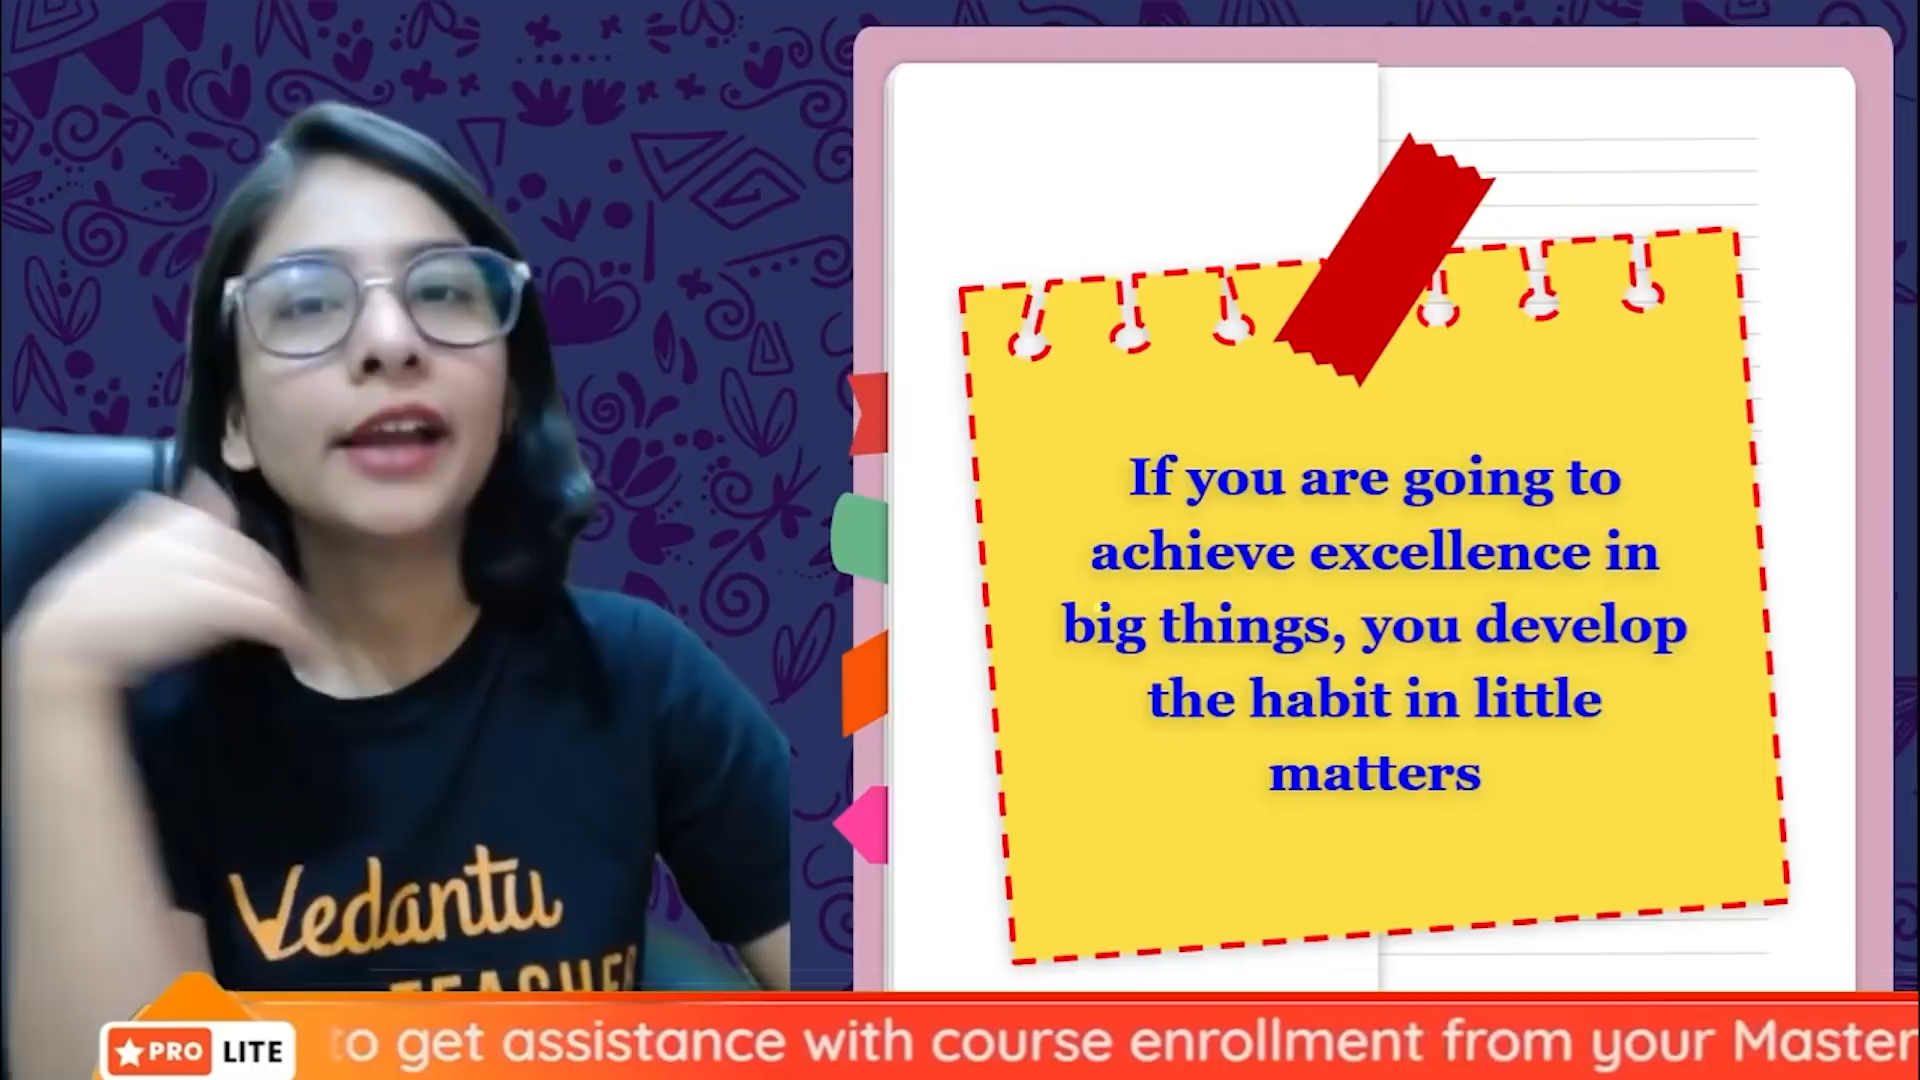 If you are going to
achieve excellence in
big things, you develop
the habit in little
matters
Vedantu
TEACHER
PRO LITE
to get assistance with course enrollment from your Master